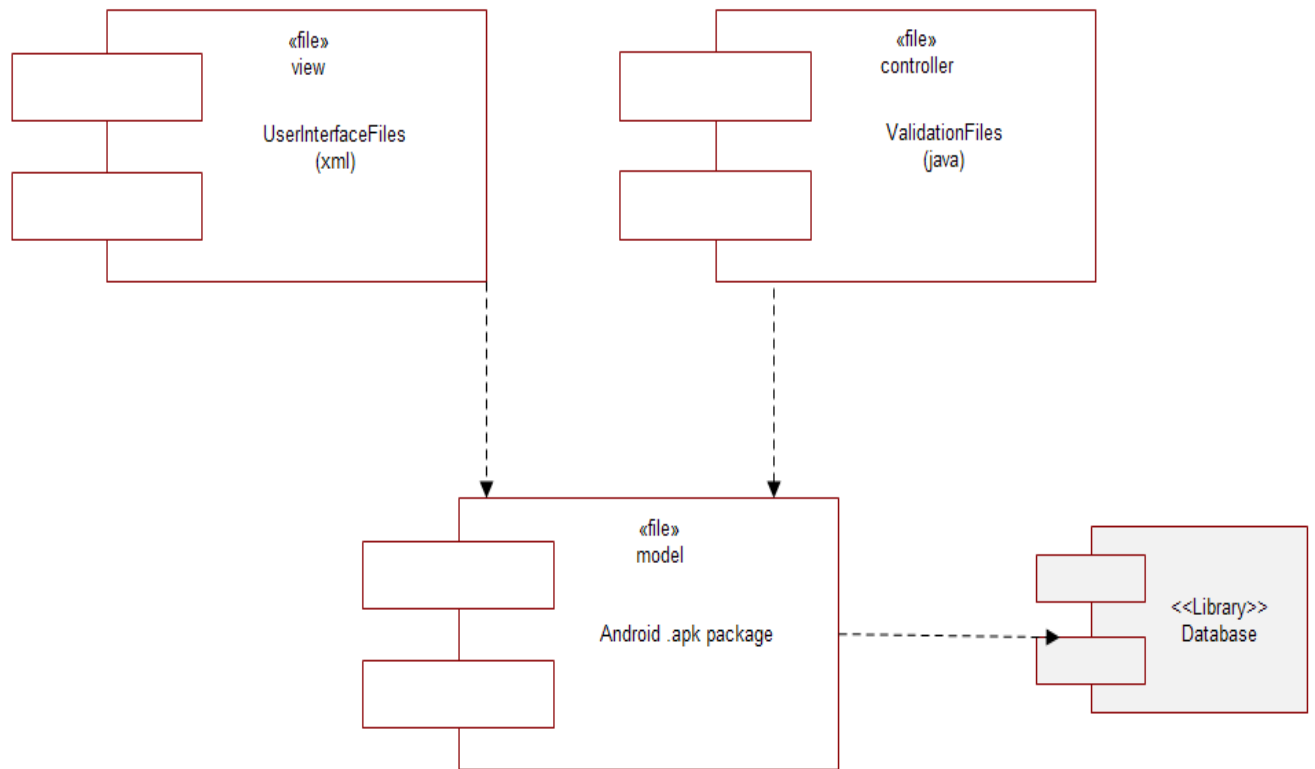 «file»
view
UserInterfaceFiles
(xml)
«file»
controller
ValidationFiles
(java)
«file»
model
Android .apk package
<<Library>>
Database